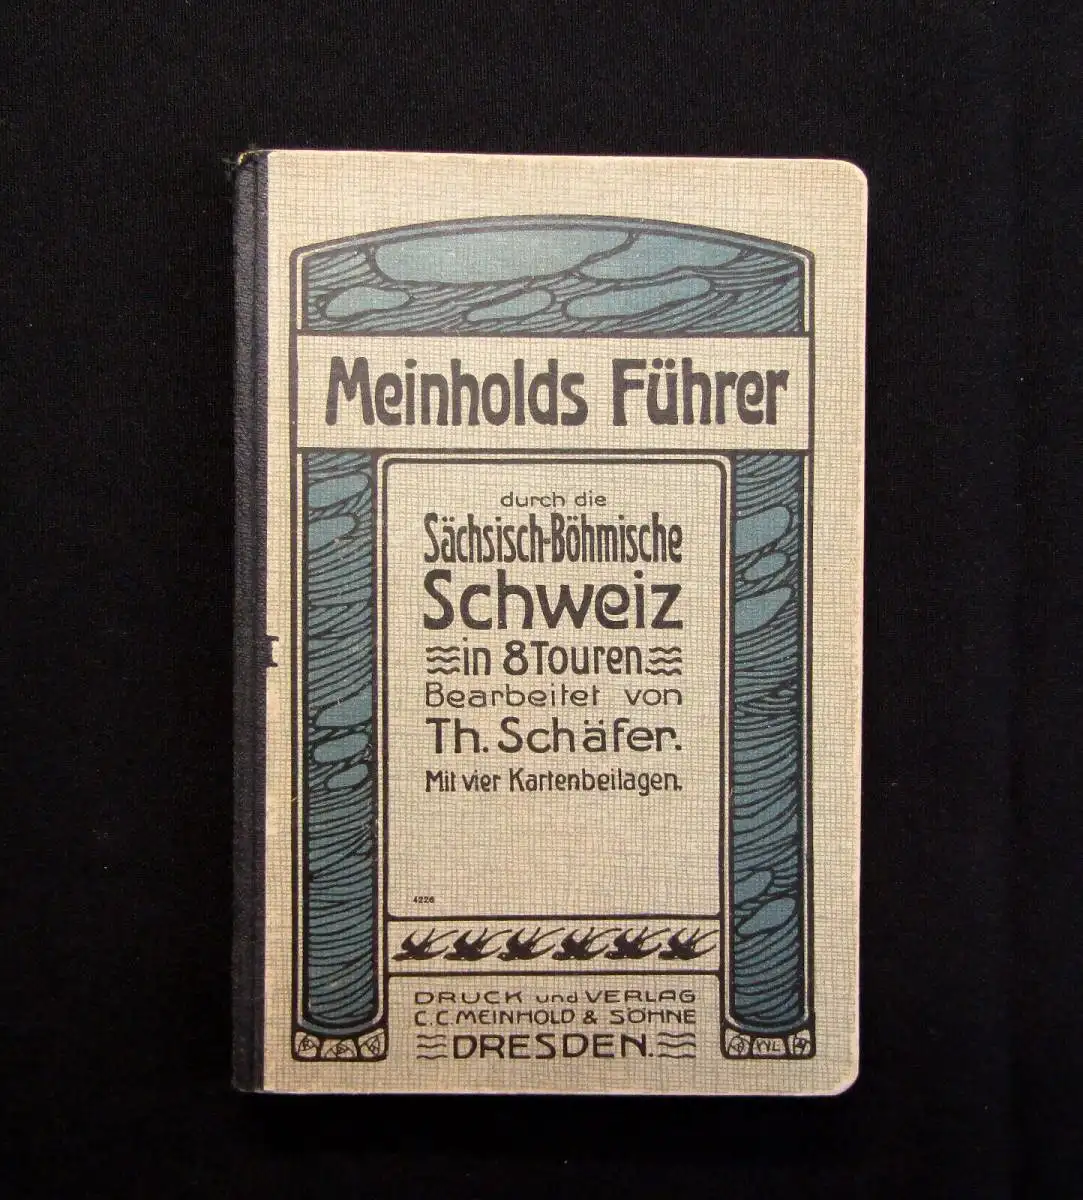 Meinholds Führer
durch die
Sächsisch-Böhmische
Schweiz
in 8 Touren
Bearbeitet von
Th. Schäfer.
Mit vier Kartenbeilagen.
4226
DRUCK und VERLAG
C. C. MEINHOLD & SÖHNE
DRESDEN.